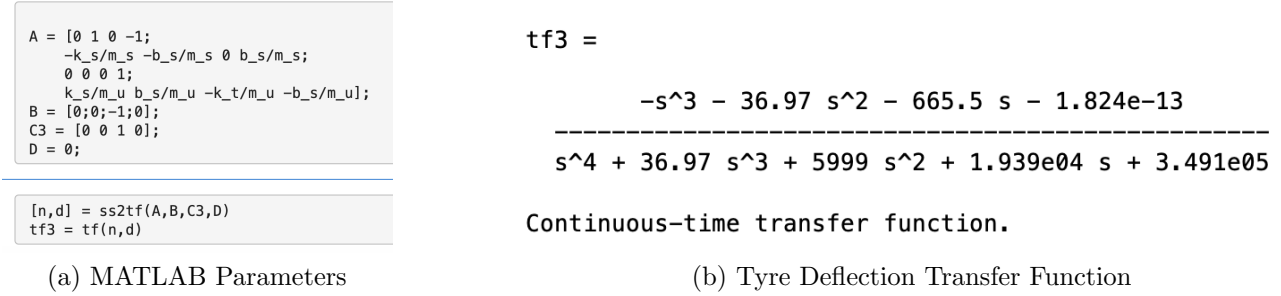 A = [0 1 0 -1;
-k_s/m_s -b_s/m_s 0 b_s/m_s;
0 0 0 1;
k_s/m_u b_s/m_u -k_t/m_u -b_s/m_u];
B = [0;0;-1;0];
C3 = [0 0 1 0];
D = 0;
[n,d] = ss2tf(A,B,C3,D)
tf3 = tf(n,d)
(a) MATLAB Parameters
tf3 =
-s^3 - 36.97 s^2 - 665.5 s - 1.824e-13
----------------------------------------------------
s^4 + 36.97 s^3 + 5999 s^2 + 1.939e04 s + 3.491e05
Continuous-time transfer function.
(b) Tyre Deflection Transfer Function